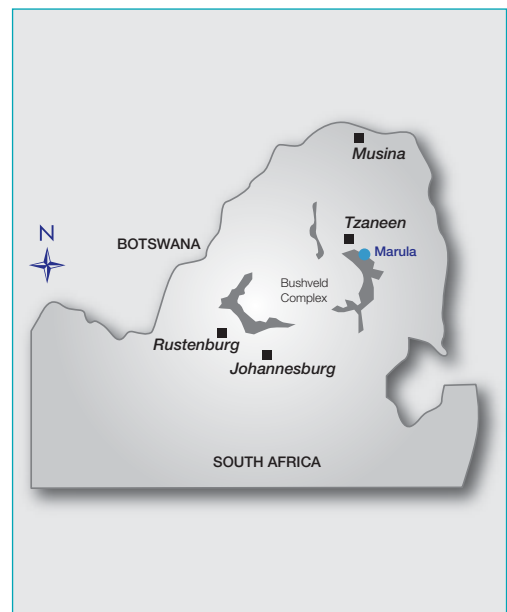 Musina
Tzaneen
N
BOTSWANA
Marula
Bushveld
Complex
Rustenburg
Johannesburg
SOUTH AFRICA